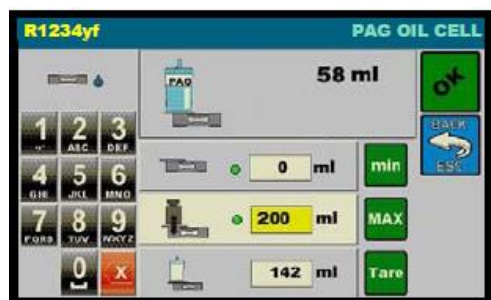 R1234yf
PAG OIL CELL
PAG
58 ml
OK
BACK
ESC
1 2 3
ABC DEF
4 5 6
GHI JKL MNO
7 8 9
PQRS TUV WXYZ
0 X
0 ml min
200 ml MAX
142 ml Tare